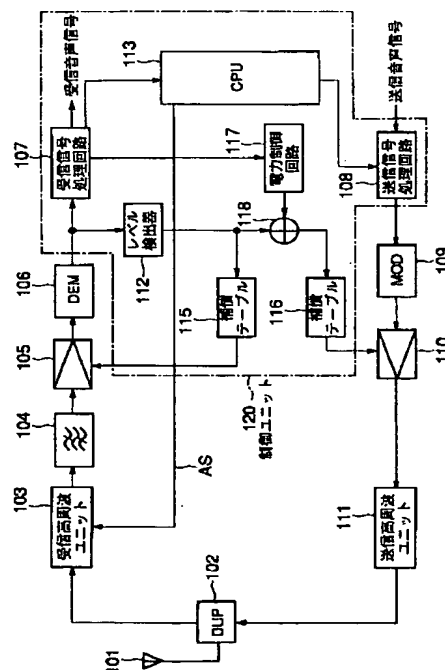 101
102
DUP
103
受信高周波
ユニット
104
105
106
DEM
107
受信信号
処理回路
受信音声信号
113
CPU
112
レベル
検出器
117
電力制御
回路
118
115
補償
テーブル
116
補償
テーブル
120
制御ユニット
AS
送信音声信号
108
送信信号
処理回路
109
MOD
110
111
送信高周波
ユニット